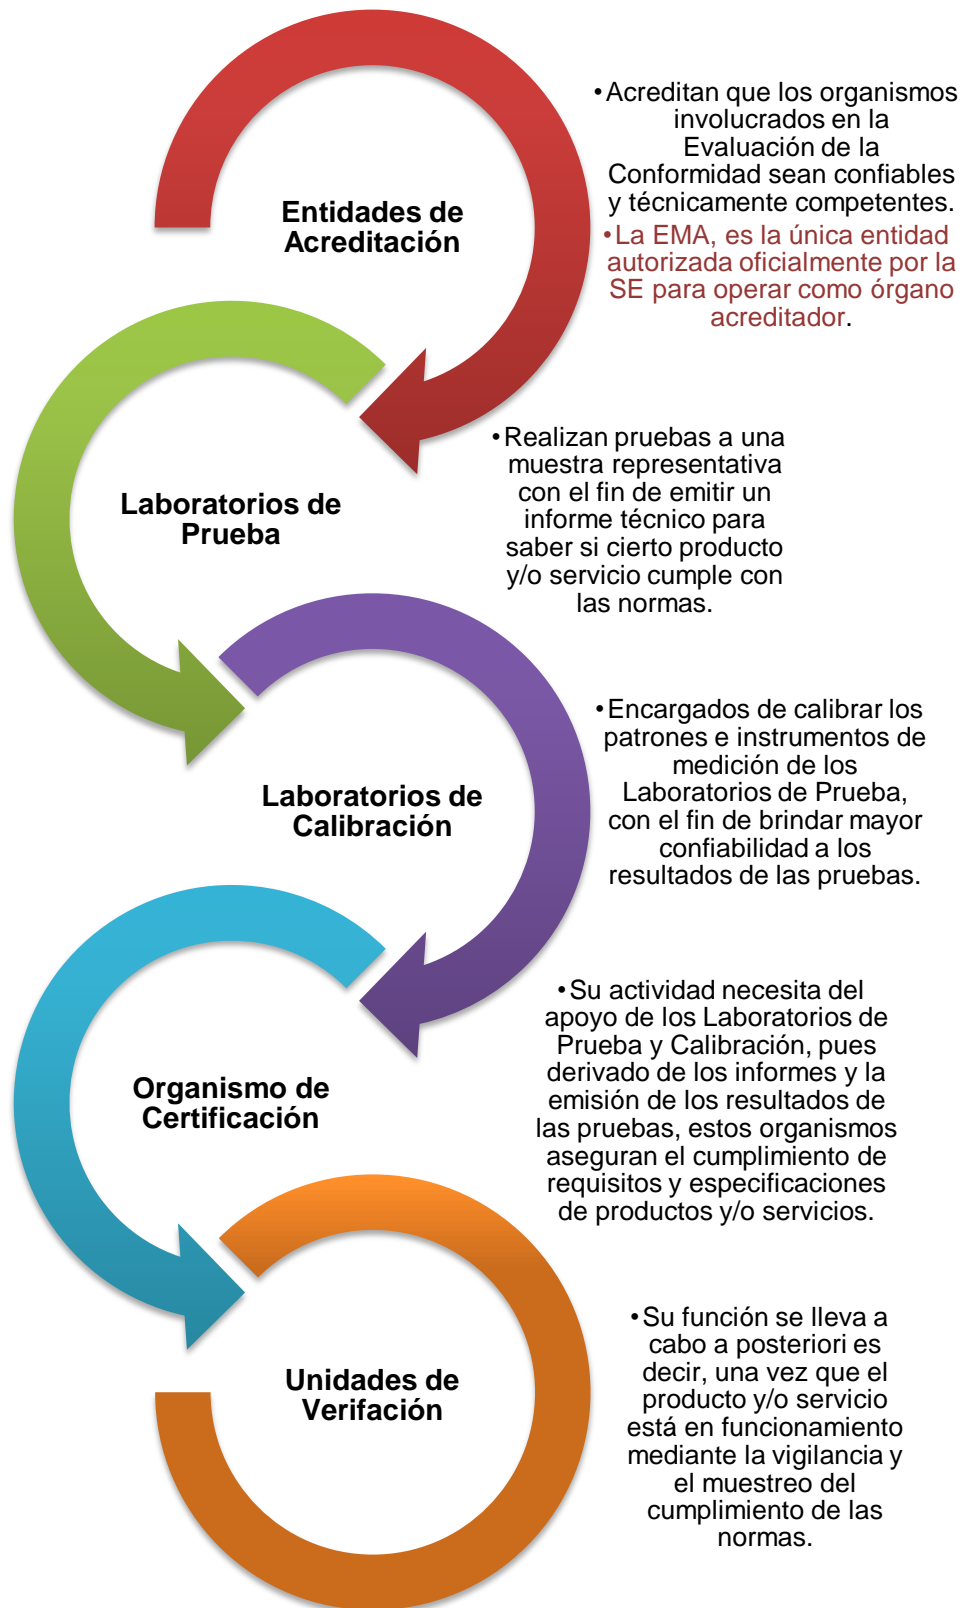 Entidades de
Acreditación
•Acreditan que los organismos
involucrados en la
Evaluación de la
Conformidad sean confiables
y técnicamente competentes.
•La EMA, es la única entidad
autorizada oficialmente por la
SE para operar como órgano
acreditador.
Laboratorios de
Prueba
•Realizan pruebas a una
muestra representativa
con el fin de emitir un
informe técnico para
saber si cierto producto
y/o servicio cumple con
las normas.
Laboratorios de
Calibración
•Encargados de calibrar los
patrones e instrumentos de
medición de los
Laboratorios de Prueba,
con el fin de brindar mayor
confiabilidad a los
resultados de las pruebas.
Organismo de
Certificación
•Su actividad necesita del
apoyo de los Laboratorios de
Prueba y Calibración, pues
derivado de los informes y la
emisión de los resultados de
las pruebas, estos organismos
aseguran el cumplimiento de
requisitos y especificaciones
de productos y/o servicios.
Unidades de
Verifación
•Su función se lleva a
cabo a posteriori es
decir, una vez que el
producto y/o servicio
está en funcionamiento
mediante la vigilancia y
el muestreo del
cumplimiento de las
normas.